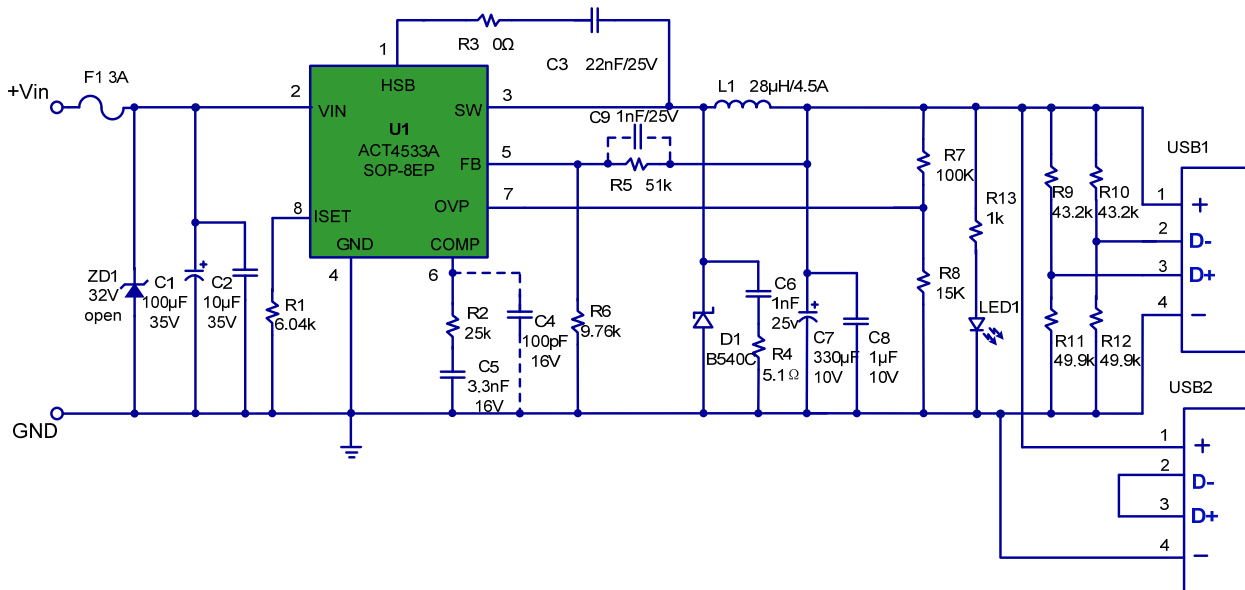 F1 3A
+Vin
ZD1
32V
open
C1
100µF
35V
C2
10µF
35V
R1
6.04k
1
R3 0Ω
C3 22nF/25V
2
HSB
VIN
SW
3
U1
ACT4533A
SOP-8EP
FB
5
OVP
7
8
ISET
GND
COMP
4
6
C9 1nF/25V
R5 51k
L1 28µH/4.5A
R2
25k
C5
3.3nF
16V
C4
100pF
16V
R6
9.76k
D1
B540C
C6
1nF
25v
R4
5.1Ω
C7
330µF
10V
C8
1µF
10V
R7
100K
R8
15K
R13
1k
LED1
R9
43.2k
R10
43.2k
R11
49.9k
R12
49.9k
USB1
1 +
2 D-
3 D+
4 −
GND
USB2
1 +
2 D-
3 D+
4 −